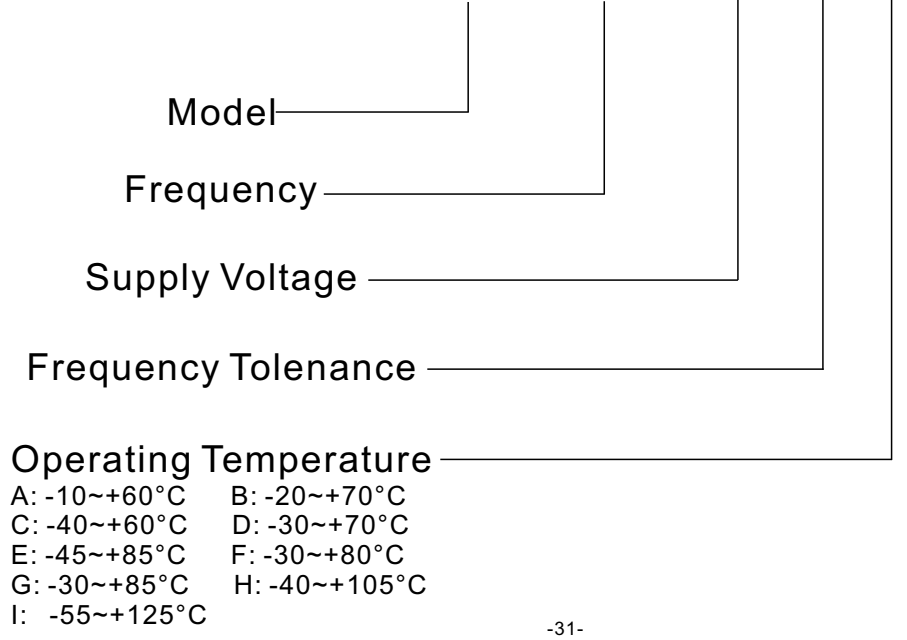 Model
Frequency
Supply Voltage
Frequency Tolenance
Operating Temperature
A: -10~+60°C B: -20~+70°C
C: -40~+60°C D: -30~+70°C
E: -45~+85°C F: -30~+80°C
G: -30~+85°C H: -40~+105°C
I: -55~+125°C
-31-